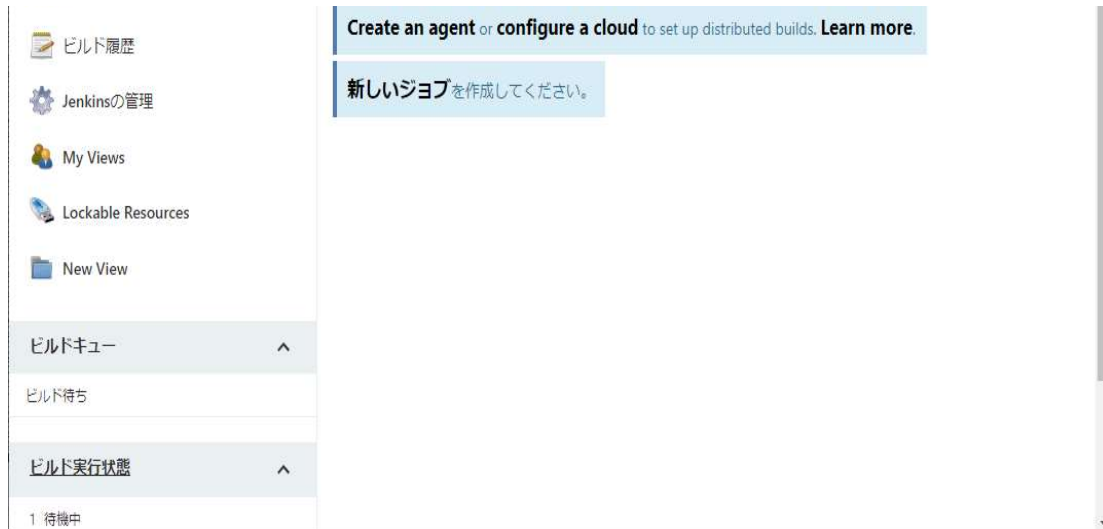 ビルド履歴
Jenkinsの管理
My Views
Lockable Resources
New View
ビルドキュー
ビルド待ち
ビルド実行状態
1 待機中
Create an agent or configure a cloud to set up distributed builds. Learn more.
新しいジョブを作成してください。